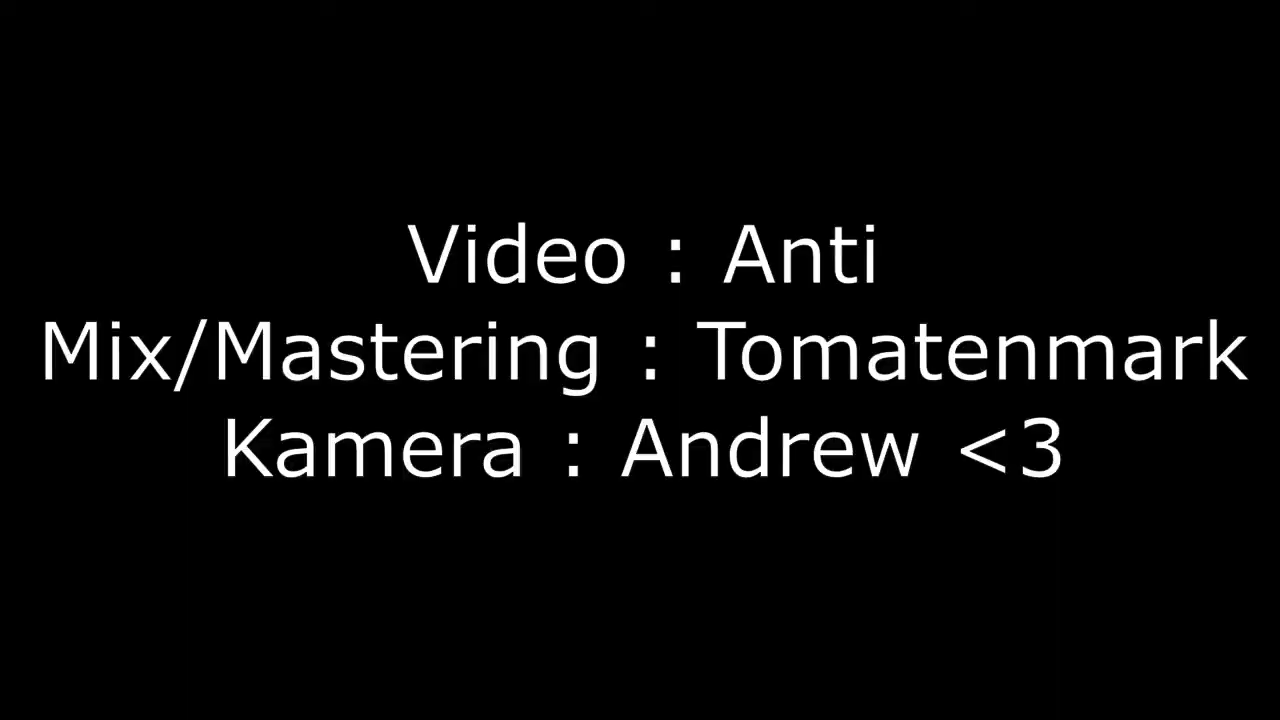 Video : Anti
Mix/Mastering : Tomatenmark
Kamera : Andrew <3